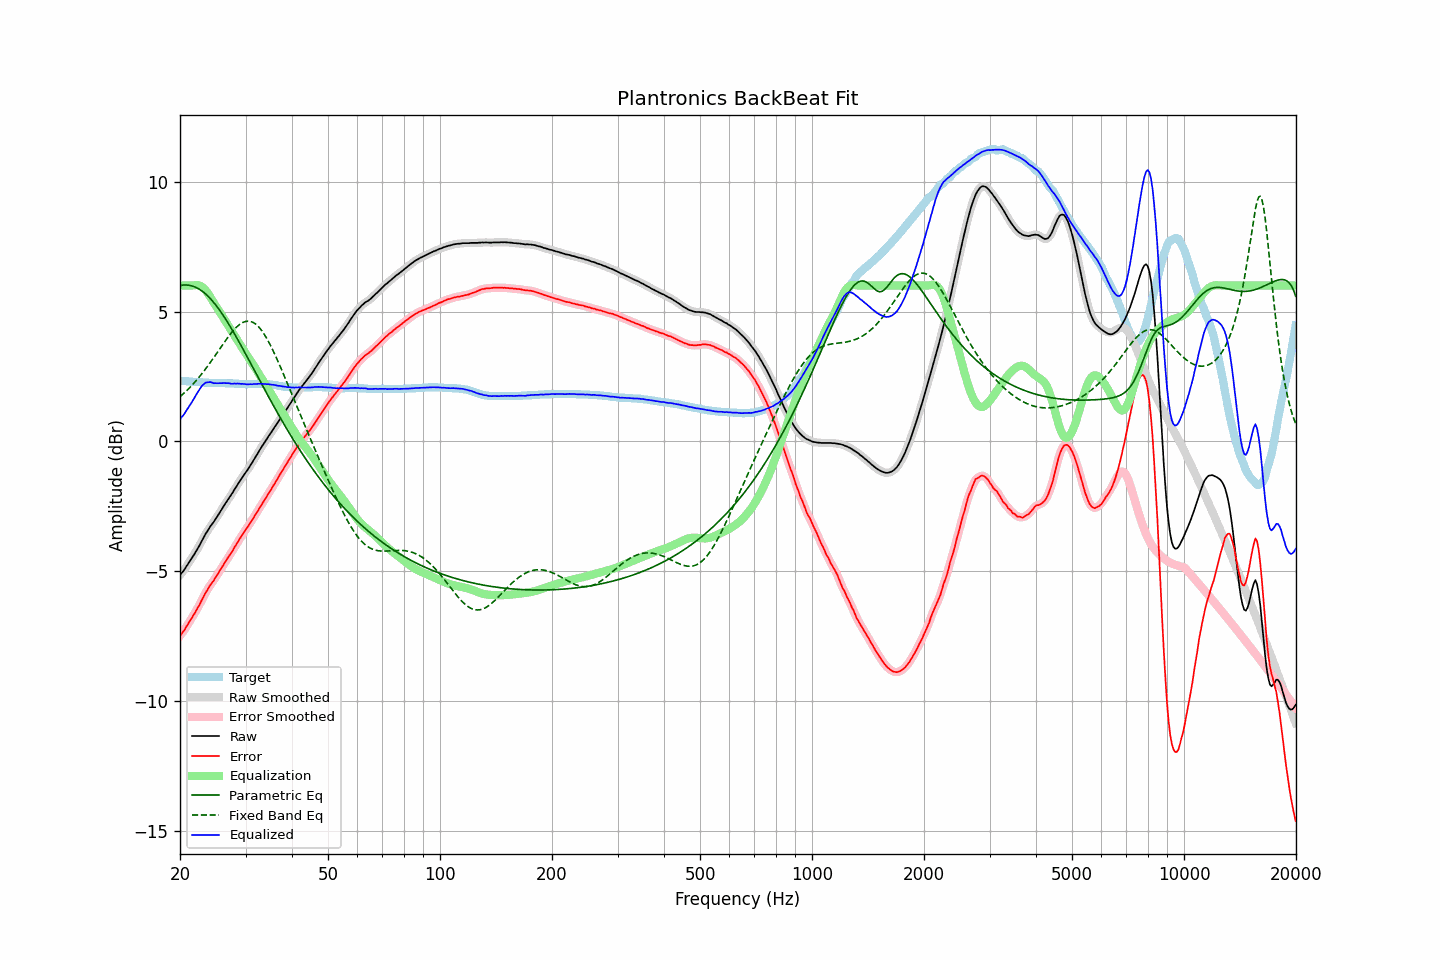 Plantronics BackBeat Fit
Amplitude (dBr)
10
5
0
−5
−10
−15
Target
Raw Smoothed
Error Smoothed
Raw
Error
Equalization
Parametric Eq
Fixed Band Eq
Equalized
20 50 100 200 500 1000 2000 5000 10000 20000
Frequency (Hz)